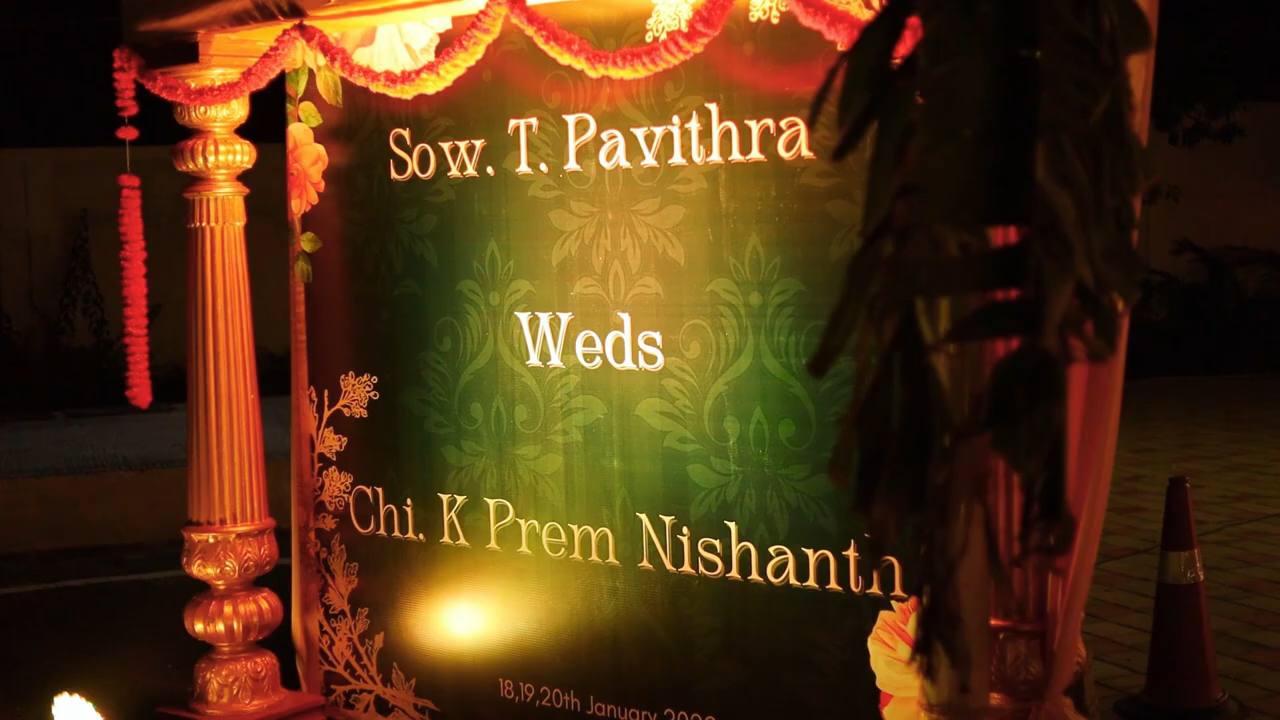 Sow. T. Pavithra
Weds
Chi. K Prem Nishanth
18,19,20th January